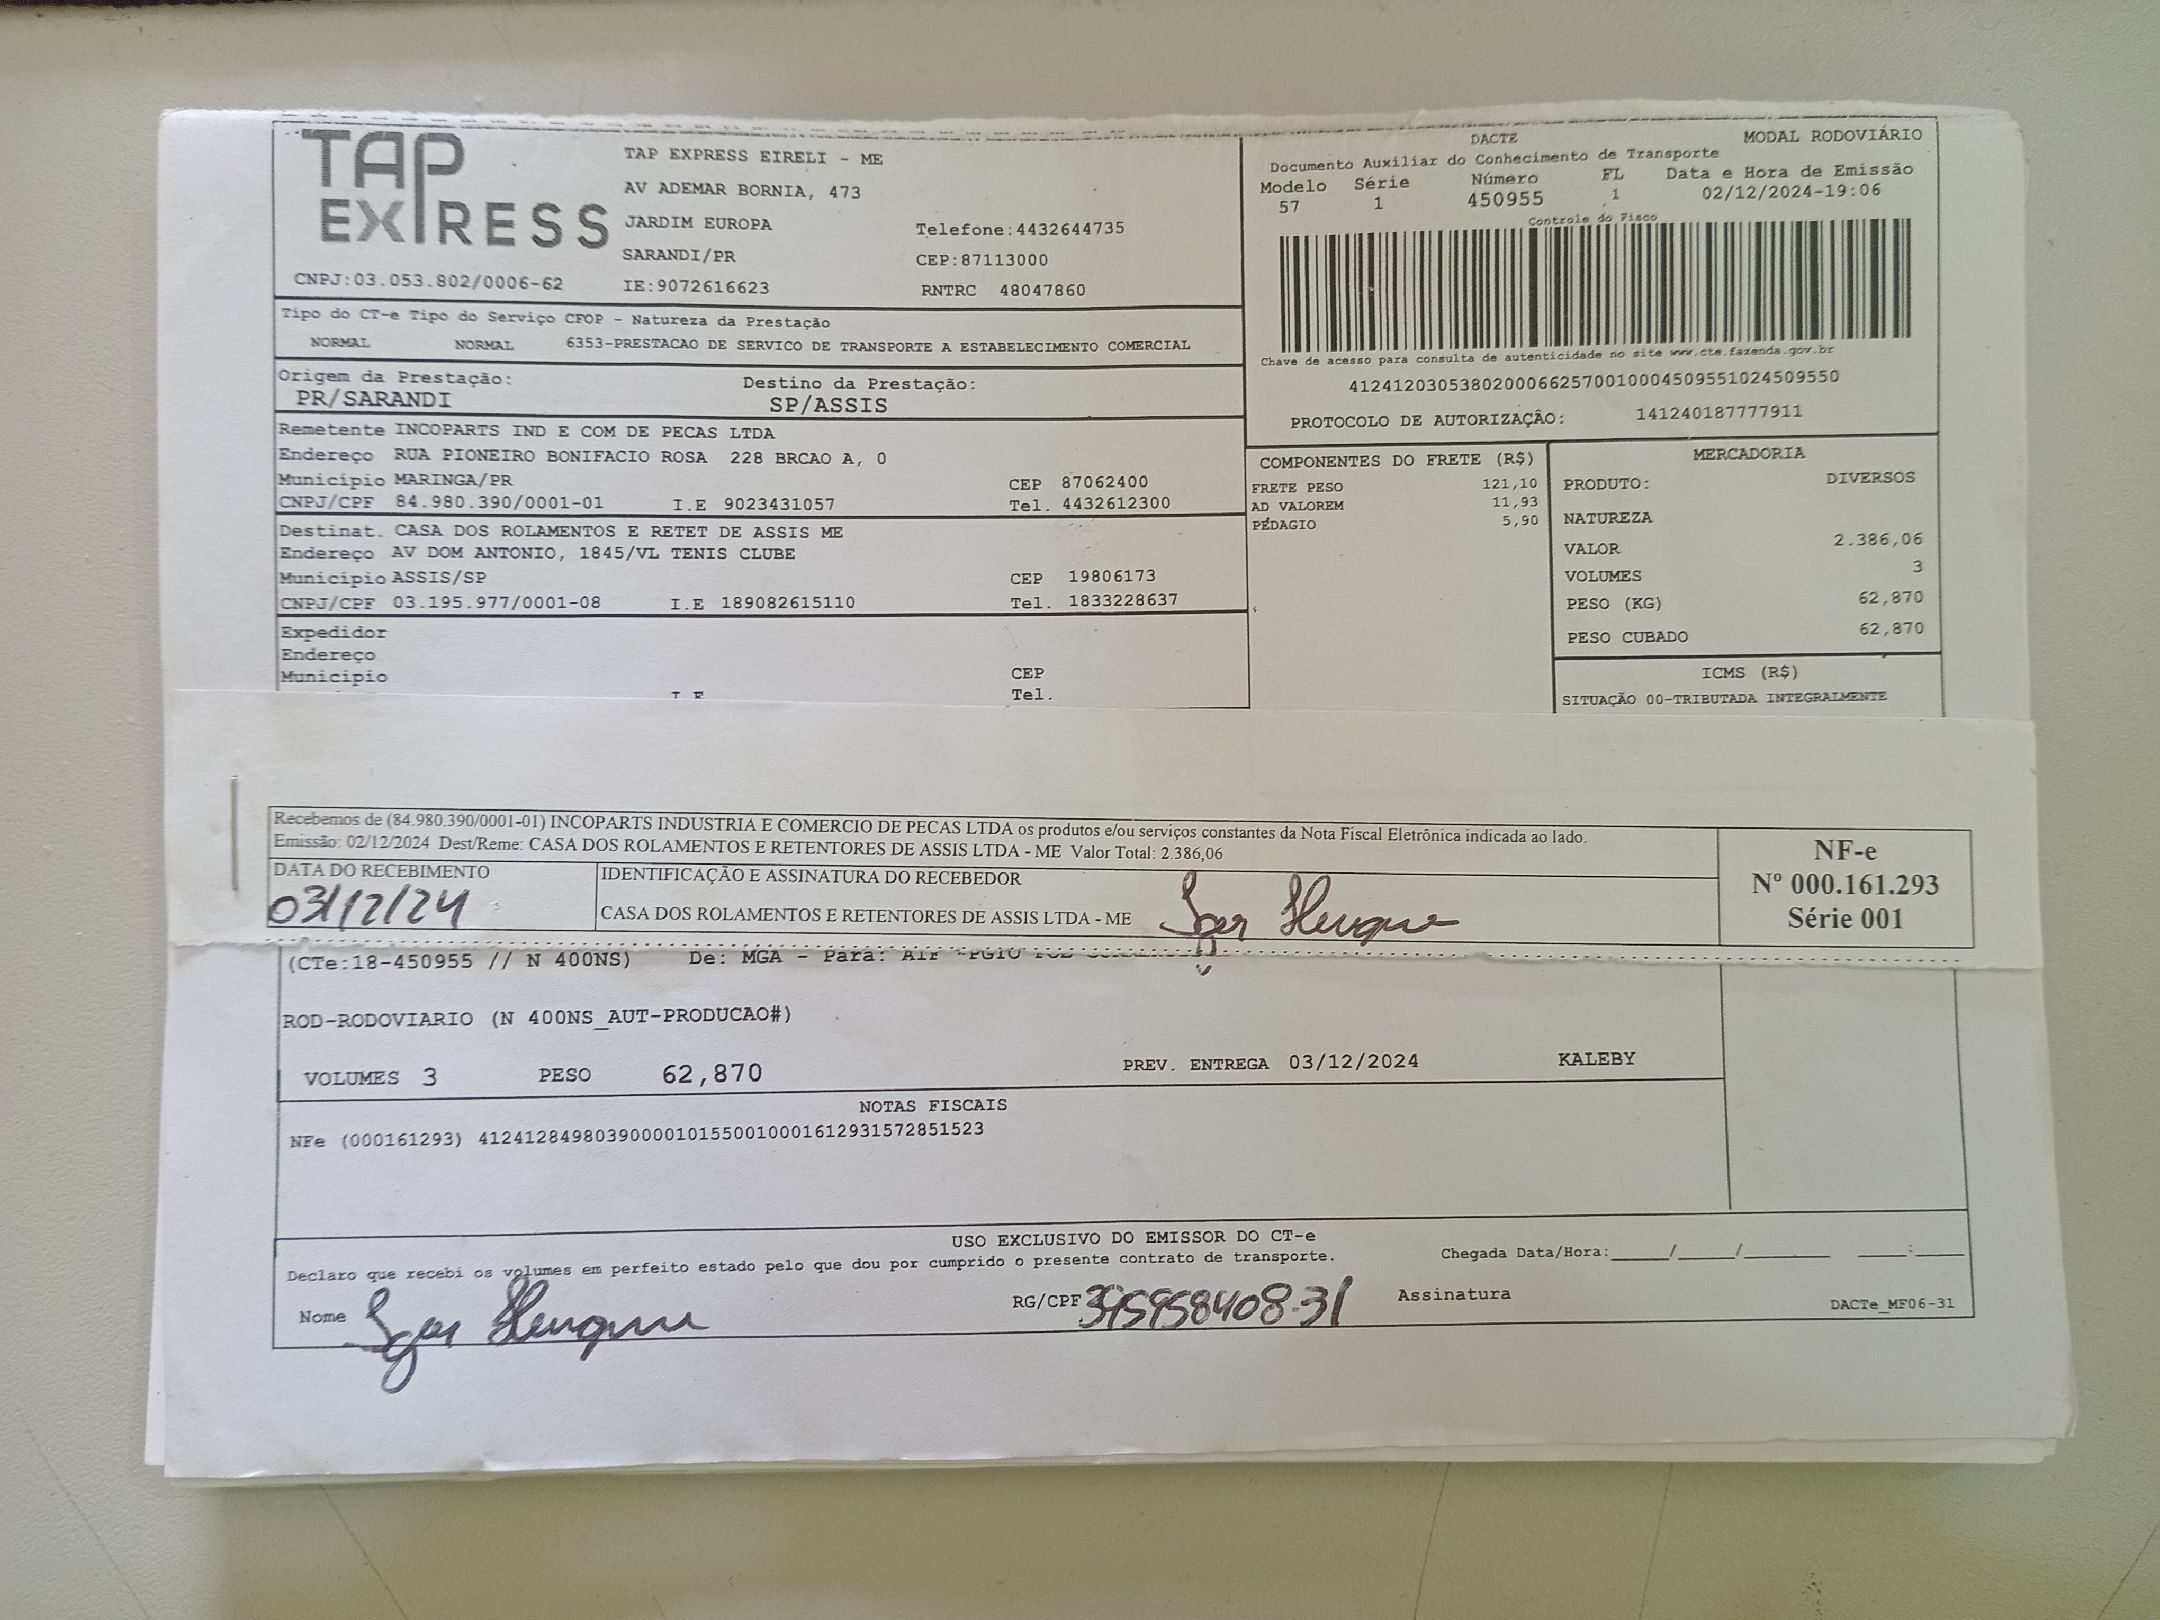 TAP
EXPRESS
TAP EXPRESS EIRELI - ME
AV ADEMAR BORNIA, 473
JARDIM EUROPA
Telefone:4432644735
SARANDI/PR
CEP:87113000
CNPJ:03.053.802/0006-62
IE:9072616623
RNTRC 48047860
DACTE
MODAL RODOVIÁRIO
Documento Auxiliar do Conhecimento de Transporte
Modelo Série Número FL Data e Hora de Emissão
57 1 450955 1 02/12/2024-19:06
Controle do Fisco
Chave de acesso para consulta de autenticidade no site www.cte.fazenda.gov.br
41241203053802000662570010004509551024509550
PROTOCOLO DE AUTORIZAÇÃO: 141240187777911
Tipo do CT-e Tipo do Serviço CFOP - Natureza da Prestação
NORMAL NORMAL 6353-PRESTACAO DE SERVICO DE TRANSPORTE A ESTABELECIMENTO COMERCIAL
Origem da Prestação: Destino da Prestação:
PR/SARANDI SP/ASSIS
Remetente INCOPARTS IND E COM DE PECAS LTDA
Endereço RUA PIONEIRO BONIFACIO ROSA 228 BRCAO A, 0
Município MARINGA/PR CEP 87062400
CNPJ/CPF 84.980.390/0001-01 I.E 9023431057 Tel. 4432612300
Destinat. CASA DOS ROLAMENTOS E RETET DE ASSIS ME
Endereço AV DOM ANTONIO, 1845/VL TENIS CLUBE
Município ASSIS/SP CEP 19806173
CNPJ/CPF 03.195.977/0001-08 I.E 189082615110 Tel. 1833228637
Expedidor
Endereço
Município CEP
I.E Tel.
COMPONENTES DO FRETE (R$)
FRETE PESO 121,10
AD VALOREM 11,93
PEDAGIO 5,90
MERCADORIA
PRODUTO: DIVERSOS
NATUREZA
VALOR 2.386,06
VOLUMES 3
PESO (KG) 62,870
PESO CUBADO 62,870
ICMS (R$)
SITUAÇÃO 00-TRIBUTADA INTEGRALMENTE
Recebemos de (84.980.390/0001-01) INCOPARTS INDUSTRIA E COMERCIO DE PECAS LTDA os produtos e/ou serviços constantes da Nota Fiscal Eletrônica indicada ao lado.
Emissão: 02/12/2024 Dest/Reme: CASA DOS ROLAMENTOS E RETENTORES DE ASSIS LTDA - ME Valor Total: 2.386,06
DATA DO RECEBIMENTO
03/12/24
IDENTIFICAÇÃO E ASSINATURA DO RECEBEDOR
CASA DOS ROLAMENTOS E RETENTORES DE ASSIS LTDA - ME Igor Henrique
NF-e
Nº 000.161.293
Série 001
(CTe:18-450955 // N 400NS) De: MGA - Para:
ROD-RODOVIARIO (N 400NS_AUT-PRODUCAO#)
VOLUMES 3 PESO 62,870 PREV. ENTREGA 03/12/2024 KALEBY
NOTAS FISCAIS
NFe (000161293) 41241284980390000101550010001612931572851523
USO EXCLUSIVO DO EMISSOR DO CT-e
Declaro que recebi os volumes em perfeito estado pelo que dou por cumprido o presente contrato de transporte.
Chegada Data/Hora:_____/_____/________ ____:____
Nome Igor Henrique RG/CPF Assinatura
DACTe_MF06-31